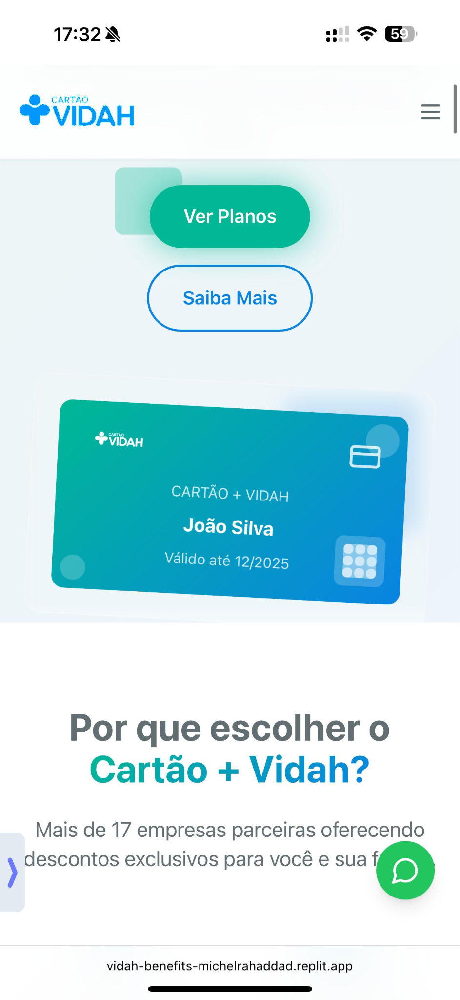 17:32
59
CARTÃO
VIDAH
Ver Planos
Saiba Mais
CARTÃO
VIDAH
CARTÃO + VIDAH
João Silva
Válido até 12/2025
Por que escolher o
Cartão + Vidah?
Mais de 17 empresas parceiras oferecendo
descontos exclusivos para você e sua
vidah-benefits-michelrahaddad.replit.app